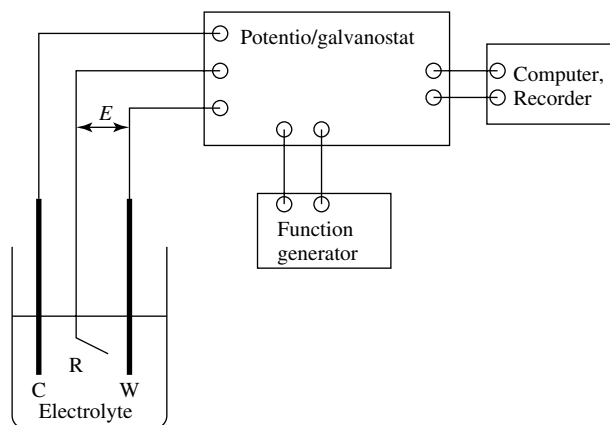 Potentio/galvanostat
Computer,
Recorder
E
Function
generator
R
C
W
Electrolyte